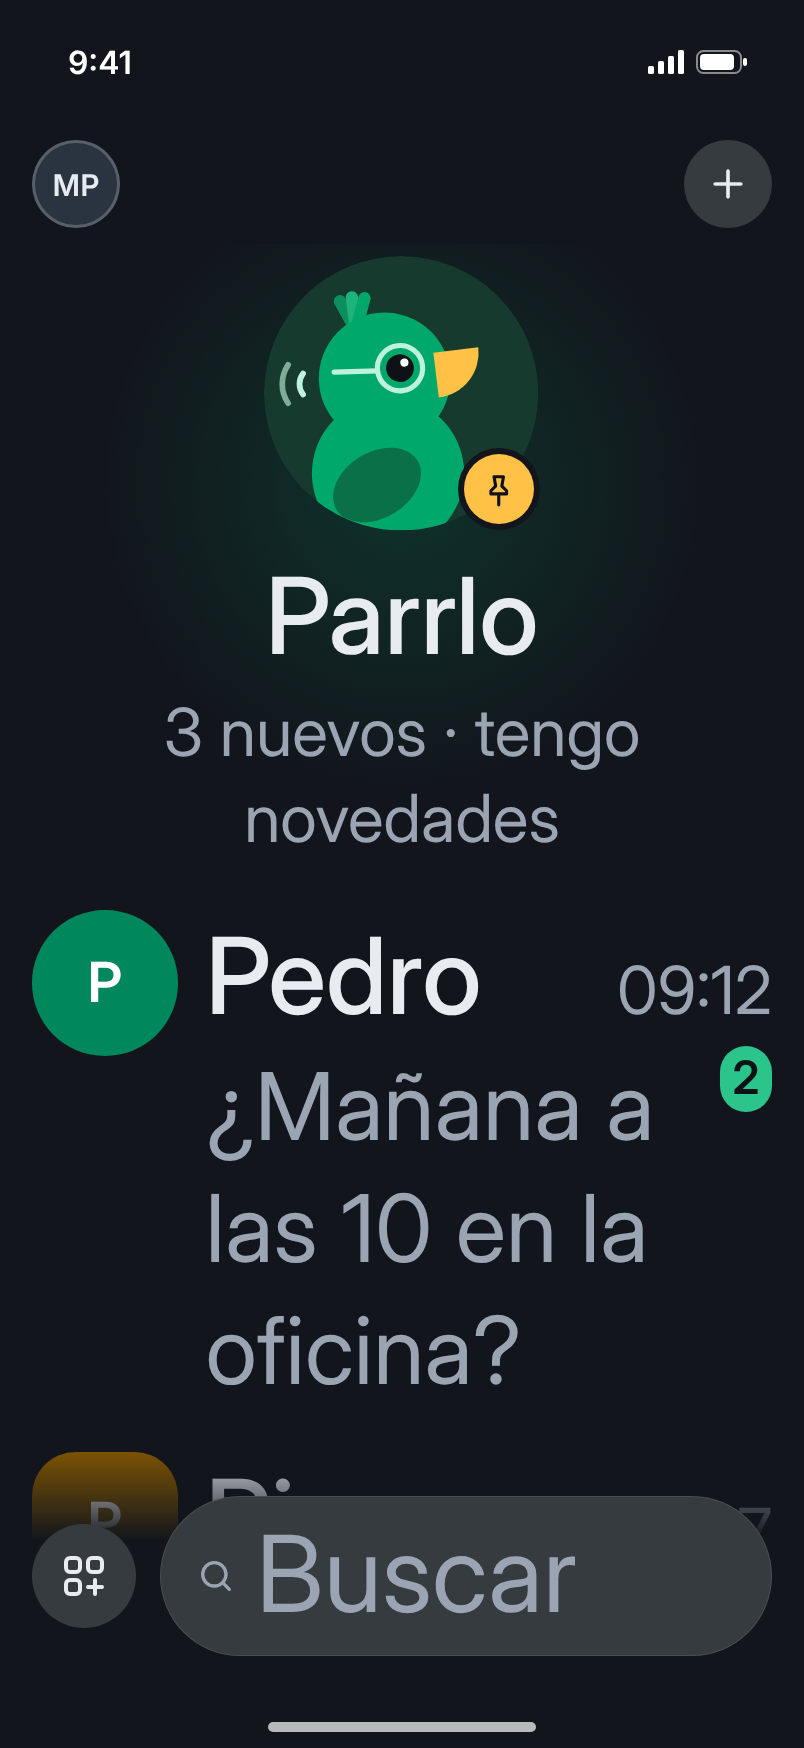 9:41
MP
Parrlo
3 nuevos · tengo
novedades
P
Pedro
09:12
¿Mañana a
2
las 10 en la
oficina?
Buscar